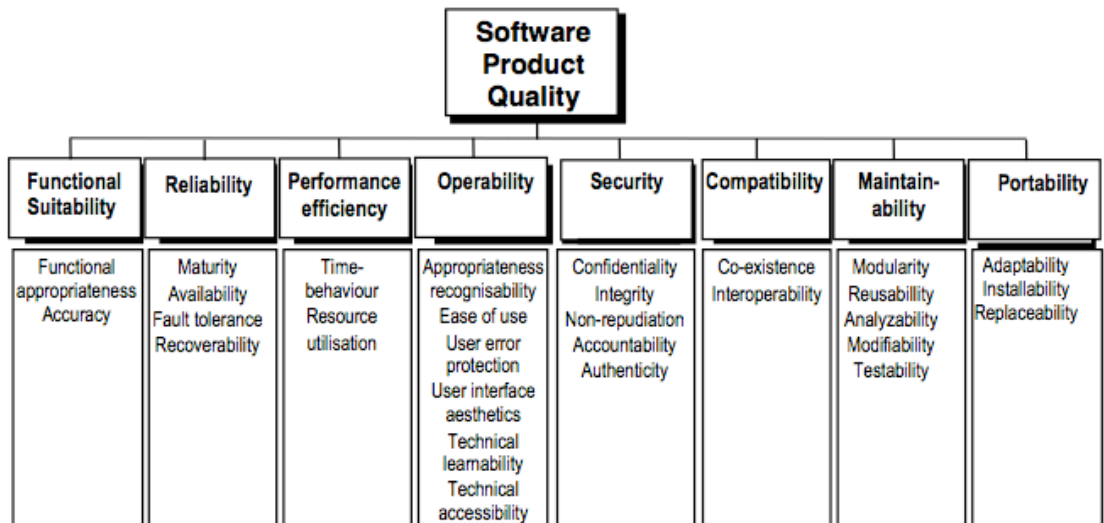 Software
Product
Quality
Functional
Suitability
Reliability
Performance
efficiency
Operability
Security
Compatibility
Maintain-
ability
Portability
Functional
appropriateness
Accuracy
Maturity
Availability
Fault tolerance
Recoverability
Time-
behaviour
Resource
utilisation
Appropriateness
recognisability
Ease of use
User error
protection
User interface
aesthetics
Technical
learnability
Technical
accessibility
Confidentiality
Integrity
Non-repudiation
Accountability
Authenticity
Co-existence
Interoperability
Modularity
Reusabillity
Analyzability
Modifiability
Testability
Adaptability
Installability
Replaceability